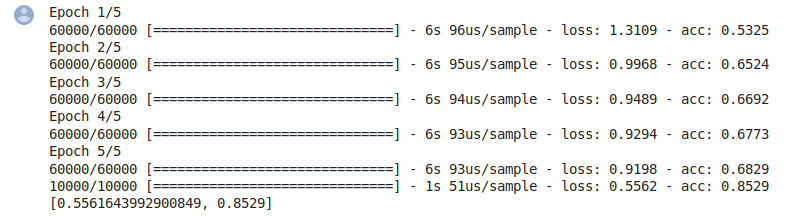 Epoch 1/5
60000/60000 [==============================] - 6s 96us/sample - loss: 1.3109 - acc: 0.5325
Epoch 2/5
60000/60000 [==============================] - 6s 95us/sample - loss: 0.9968 - acc: 0.6524
Epoch 3/5
60000/60000 [==============================] - 6s 94us/sample - loss: 0.9489 - acc: 0.6692
Epoch 4/5
60000/60000 [==============================] - 6s 93us/sample - loss: 0.9294 - acc: 0.6773
Epoch 5/5
60000/60000 [==============================] - 6s 93us/sample - loss: 0.9198 - acc: 0.6829
10000/10000 [==============================] - 1s 51us/sample - loss: 0.5562 - acc: 0.8529
[0.5561643992900849, 0.8529]